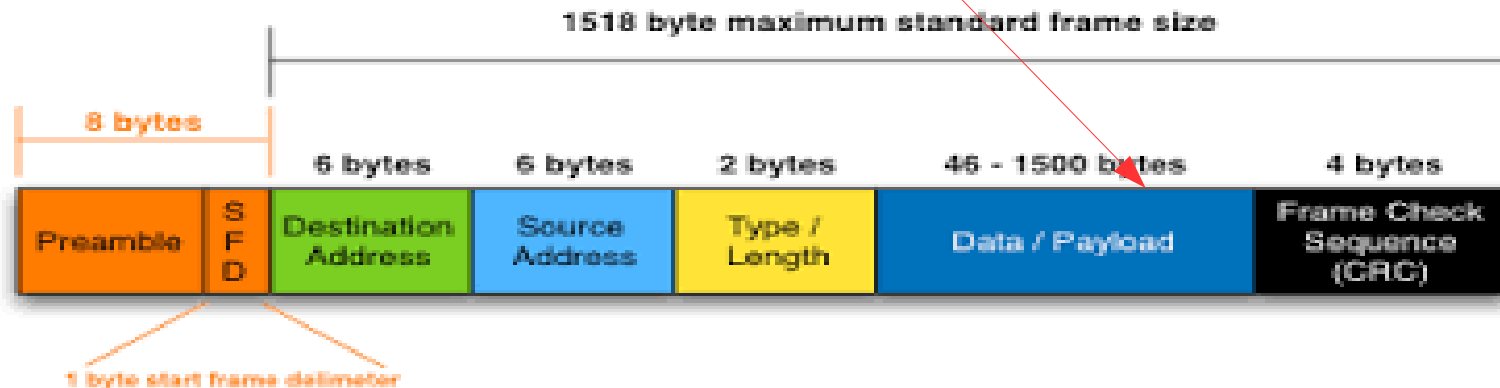 1518 byte maximum standard frame size
8 bytes
6 bytes
6 bytes
2 bytes
46 - 1500 bytes
4 bytes
Preamble
S
F
D
Destination
Address
Source
Address
Type /
Length
Data / Payload
Frame Check
Sequence
(CRC)
1 byte start frame delimeter